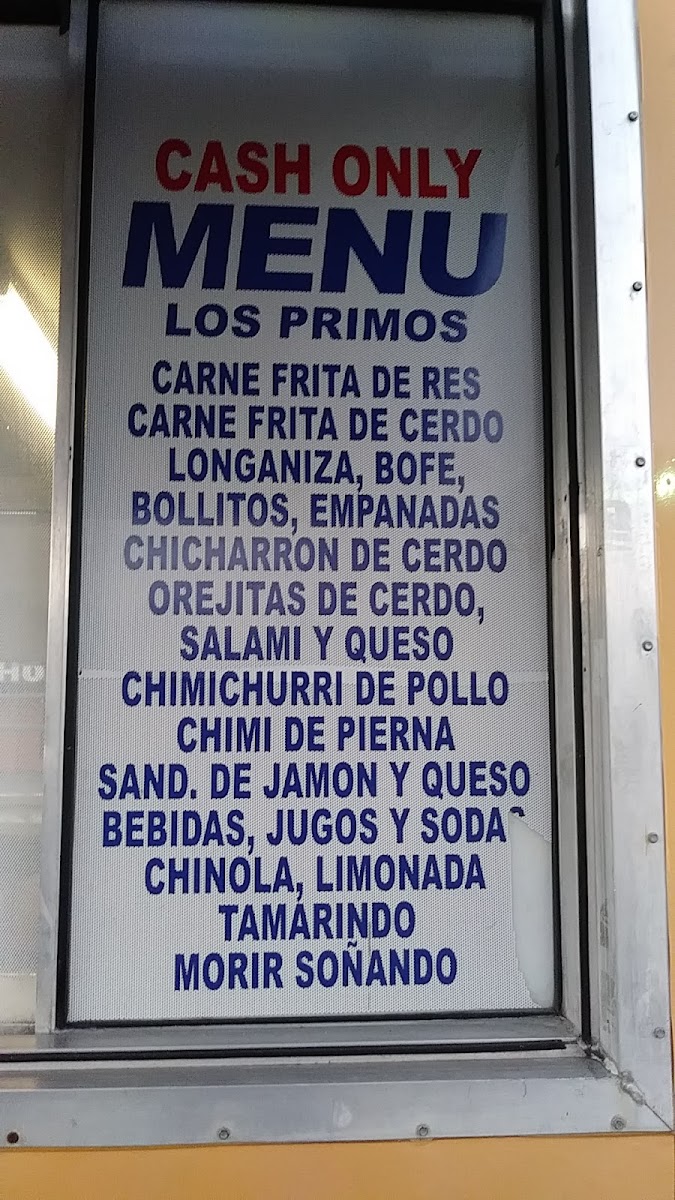 CASH ONLY
MENU
LOS PRIMOS
CARNE FRITA DE RES
CARNE FRITA DE CERDO
LONGANIZA, BOFE,
BOLLITOS, EMPANADAS
CHICHARRON DE CERDO
OREJITAS DE CERDO,
SALAMI Y QUESO
CHIMICHURRI DE POLLO
CHIMI DE PIERNA
SAND. DE JAMON Y QUESO
BEBIDAS, JUGOS Y SODAS
CHINOLA, LIMONADA
TAMARINDO
MORIR SOÑANDO